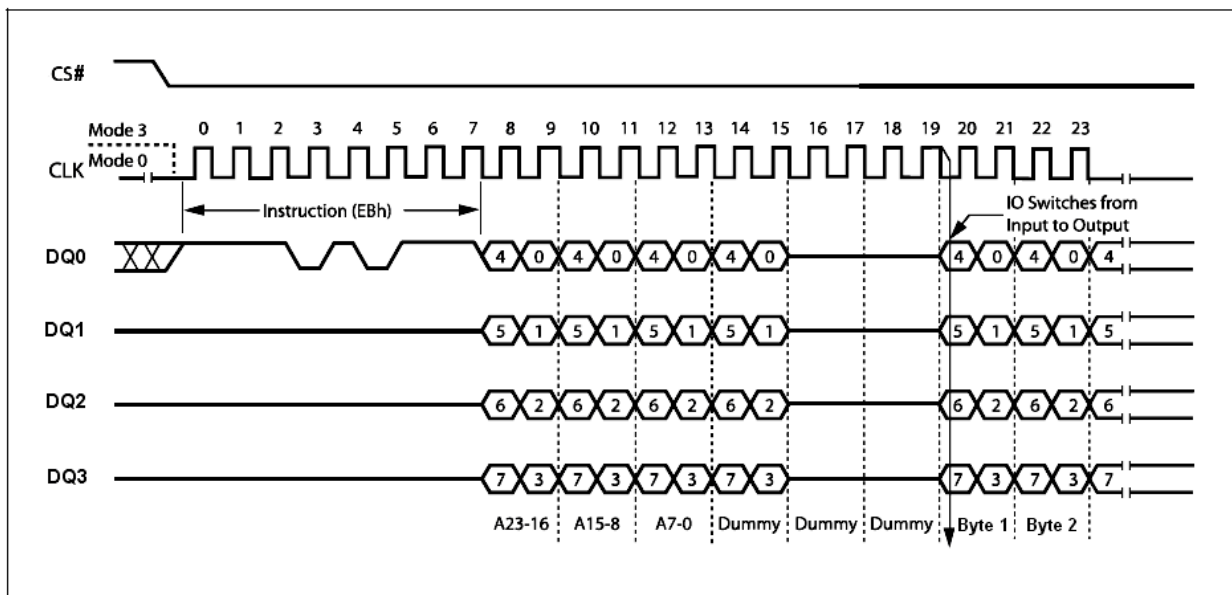 CS#
Mode 3
0 1 2 3 4 5 6 7 8 9 10 11 12 13 14 15 16 17 18 19 20 21 22 23
Mode 0
CLK
Instruction (EBh)
IO Switches from
Input to Output
DQ0 4 0 4 0 4 0 4 0 4 0 4 0 4
DQ1 5 1 5 1 5 1 5 1 5 1 5 1 5
DQ2 6 2 6 2 6 2 6 2 6 2 6 2 6
DQ3 7 3 7 3 7 3 7 3 7 3 7 3 7
A23-16 A15-8 A7-0 Dummy Dummy Dummy Byte 1 Byte 2